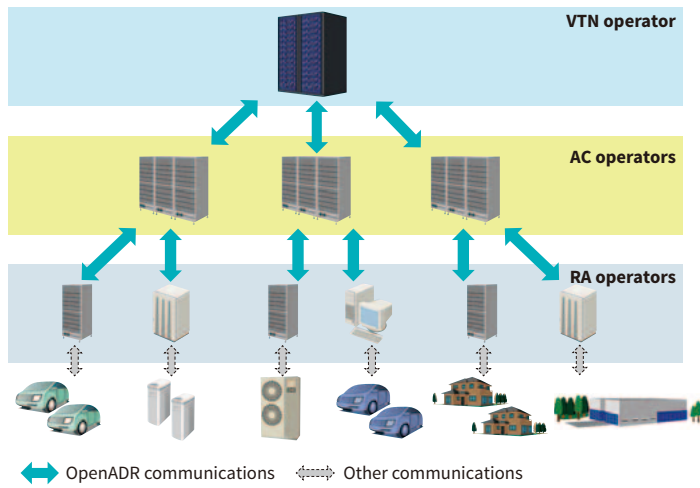 VTN operator
AC operators
RA operators
OpenADR communications
Other communications